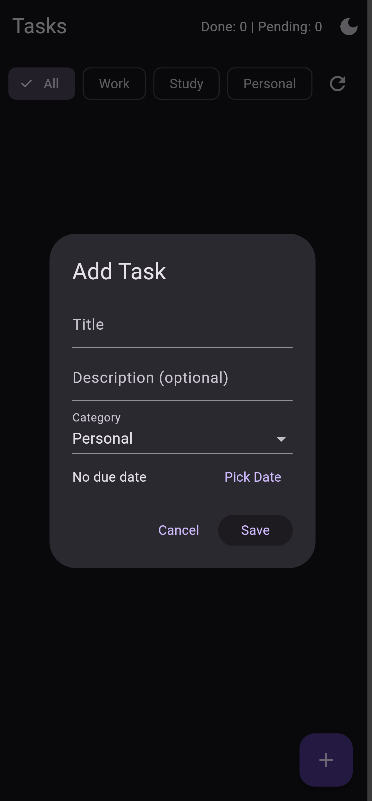 Tasks
Done: 0 | Pending: 0
All
Work
Study
Personal
Add Task
Title
Description (optional)
Category
Personal
No due date
Pick Date
Cancel
Save